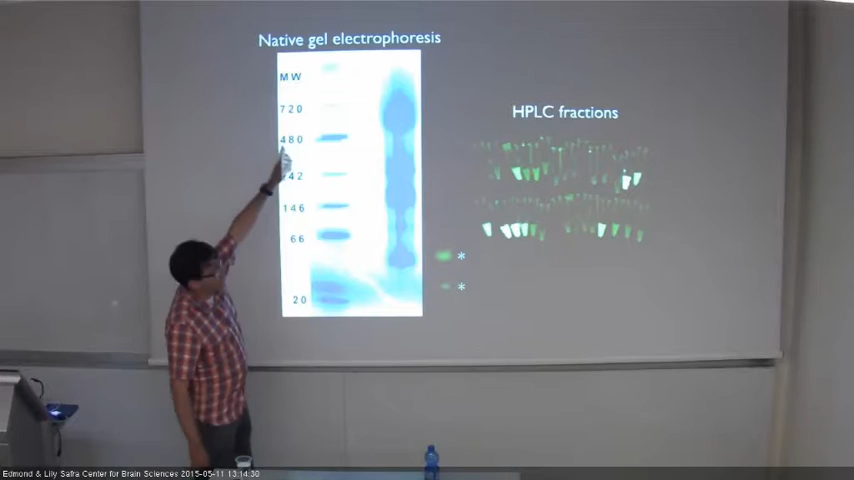 Native gel electrophoresis
MW
720
480
242
146
66
20
HPLC fractions
*
*
Edmond & Lily Safra Center for Brain Sciences 2015-05-11 13:14:30